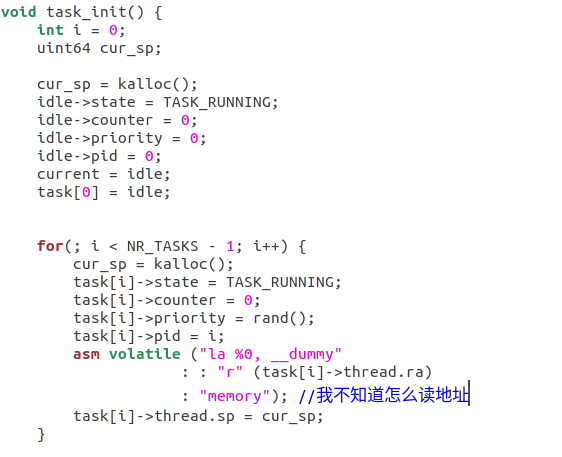 void task_init() {
    int i = 0;
    uint64 cur_sp;

    cur_sp = kalloc();
    idle->state = TASK_RUNNING;
    idle->counter = 0;
    idle->priority = 0;
    idle->pid = 0;
    current = idle;
    task[0] = idle;


    for(; i < NR_TASKS - 1; i++) {
        cur_sp = kalloc();
        task[i]->state = TASK_RUNNING;
        task[i]->counter = 0;
        task[i]->priority = rand();
        task[i]->pid = i;
        asm volatile ("la %0, __dummy"
                    : : "r" (task[i]->thread.ra)
                    : "memory"); //我不知道怎么读地址
        task[i]->thread.sp = cur_sp;
    }